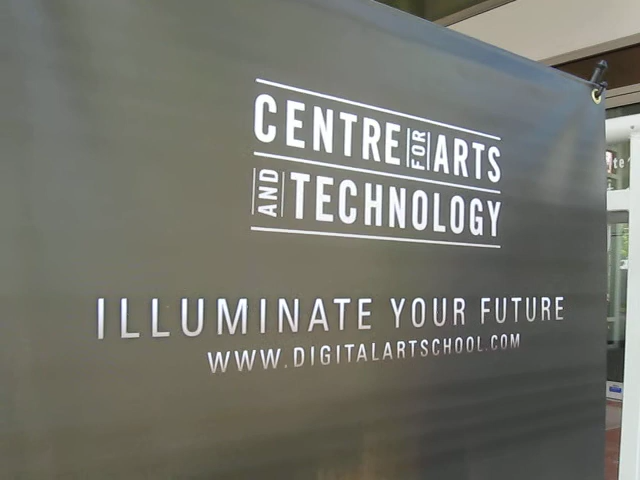 CENTRE FOR ARTS
AND TECHNOLOGY
ILLUMINATE YOUR FUTURE
WWW.DIGITALARTSCHOOL.COM